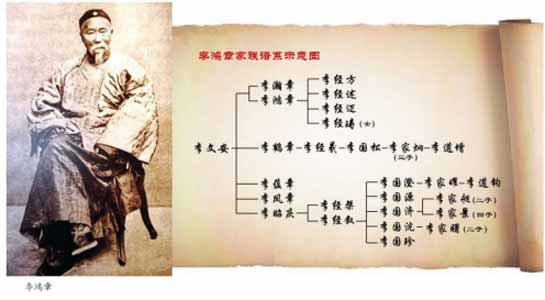 李鸿章家族谱系示意图
李瀚章 李经方
李鸿章 李经述
李经迈
李经 (女)
李文安 李鹤章-李经羲-李国松-李家炯-李道增
(三子)
李蕴章
李凤章
李昭庆
李经榘
李经叙
李国澄-李家曜-李道钧
李国源 李家昶(二子)
李国济 李家景(四子)
李国沆-李家晴(二子)
李国珍
李鸿章